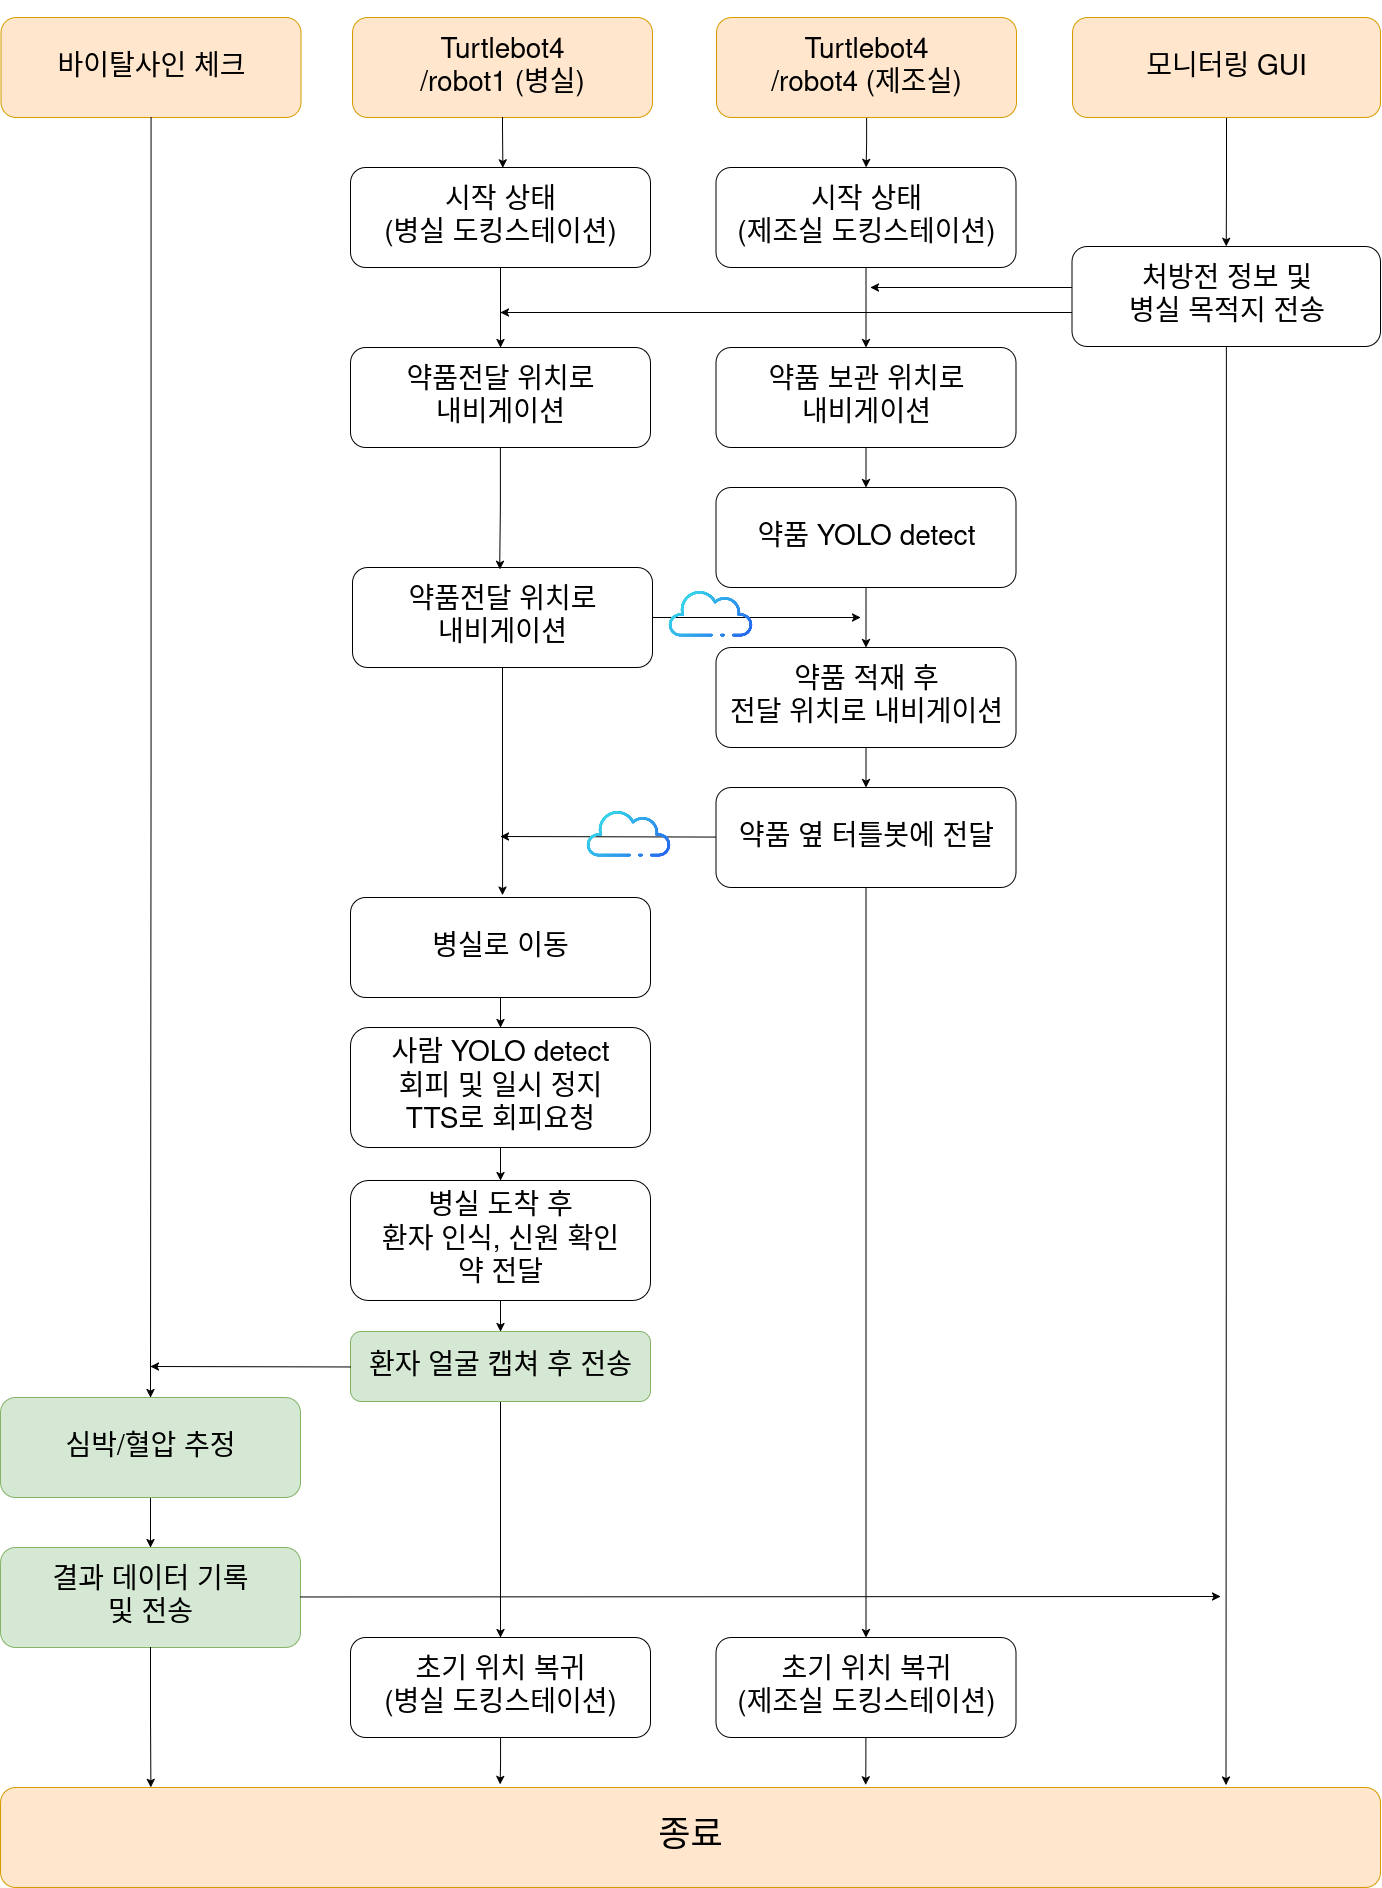 바이탈사인 체크
Turtlebot4
/robot1 (병실)
Turtlebot4
/robot4 (제조실)
모니터링 GUI
시작 상태
(병실 도킹스테이션)
시작 상태
(제조실 도킹스테이션)
처방전 정보 및
병실 목적지 전송
약품전달 위치로
내비게이션
약품 보관 위치로
내비게이션
약품 YOLO detect
약품전달 위치로
내비게이션
약품 적재 후
전달 위치로 내비게이션
약품 옆 터틀봇에 전달
병실로 이동
사람 YOLO detect
회피 및 일시 정지
TTS로 회피요청
병실 도착 후
환자 인식, 신원 확인
약 전달
환자 얼굴 캡쳐 후 전송
심박/혈압 추정
결과 데이터 기록
및 전송
초기 위치 복귀
(병실 도킹스테이션)
초기 위치 복귀
(제조실 도킹스테이션)
종료